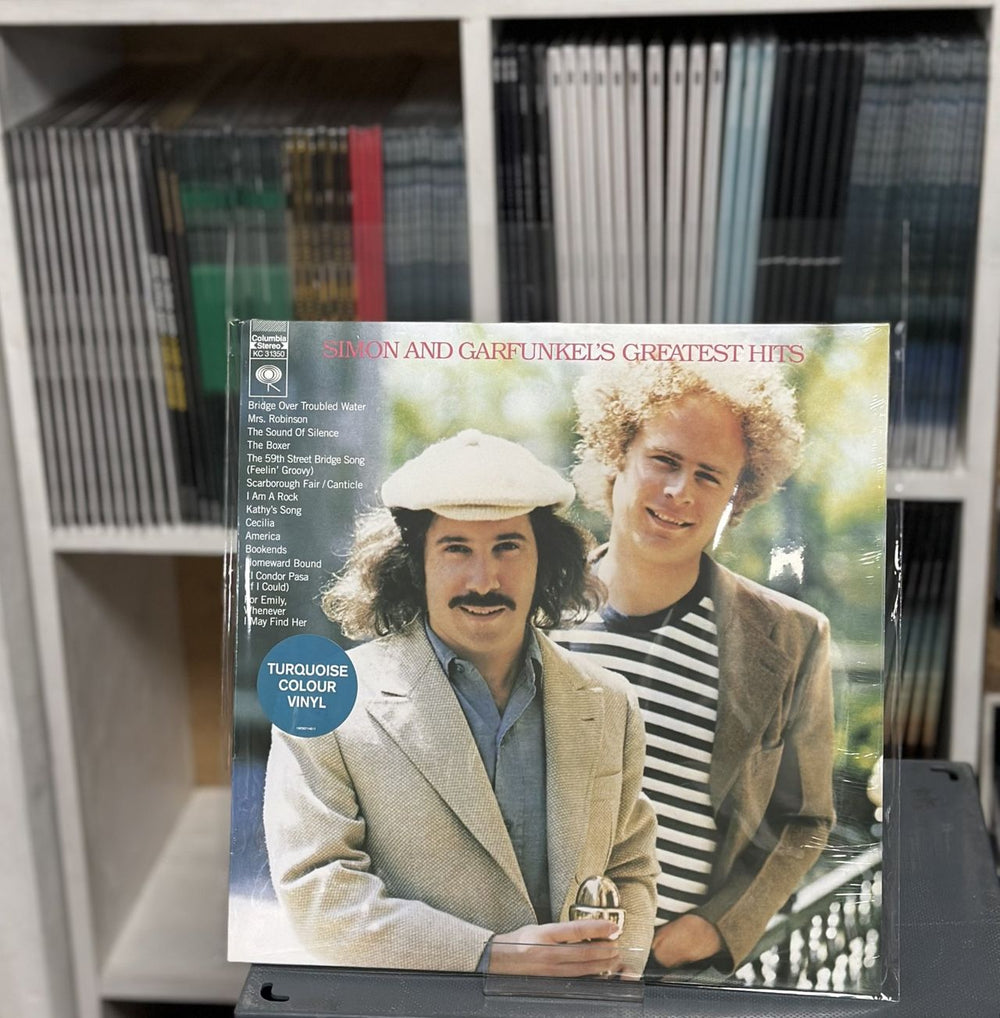 Columbia
Stereo
KC 31350
SIMON AND GARFUNKEL'S GREATEST HITS
Bridge Over Troubled Water
Mrs. Robinson
The Sound Of Silence
The Boxer
The 59th Street Bridge Song
(Feelin' Groovy)
Scarborough Fair / Canticle
I Am A Rock
Kathy's Song
Cecilia
America
Bookends
Homeward Bound
El Condor Pasa
(If I Could)
For Emily,
Whenever
I May Find Her
TURQUOISE
COLOUR
VINYL